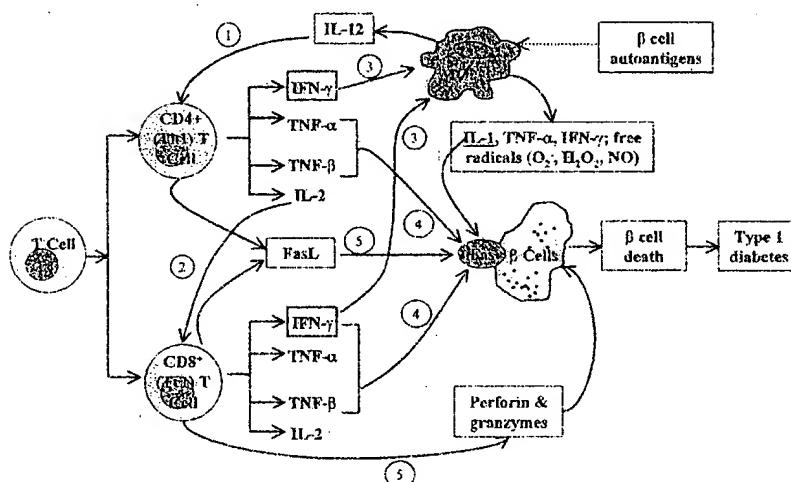 IL-12
β cell
autoantigens
1
IFN-γ
3
CD4+
T
Cell
TNF-α
3
TNF-β
IL-2
IL-1, TNF-α, IFN-γ; free
radicals (O₂⁻, H₂O₂, NO)
4
T Cell
2
FasL
5
β Cells
β cell
death
Type 1
diabetes
IFN-γ
4
CD8⁺
T
Cell
TNF-α
TNF-β
IL-2
Perforin &
granzymes
5